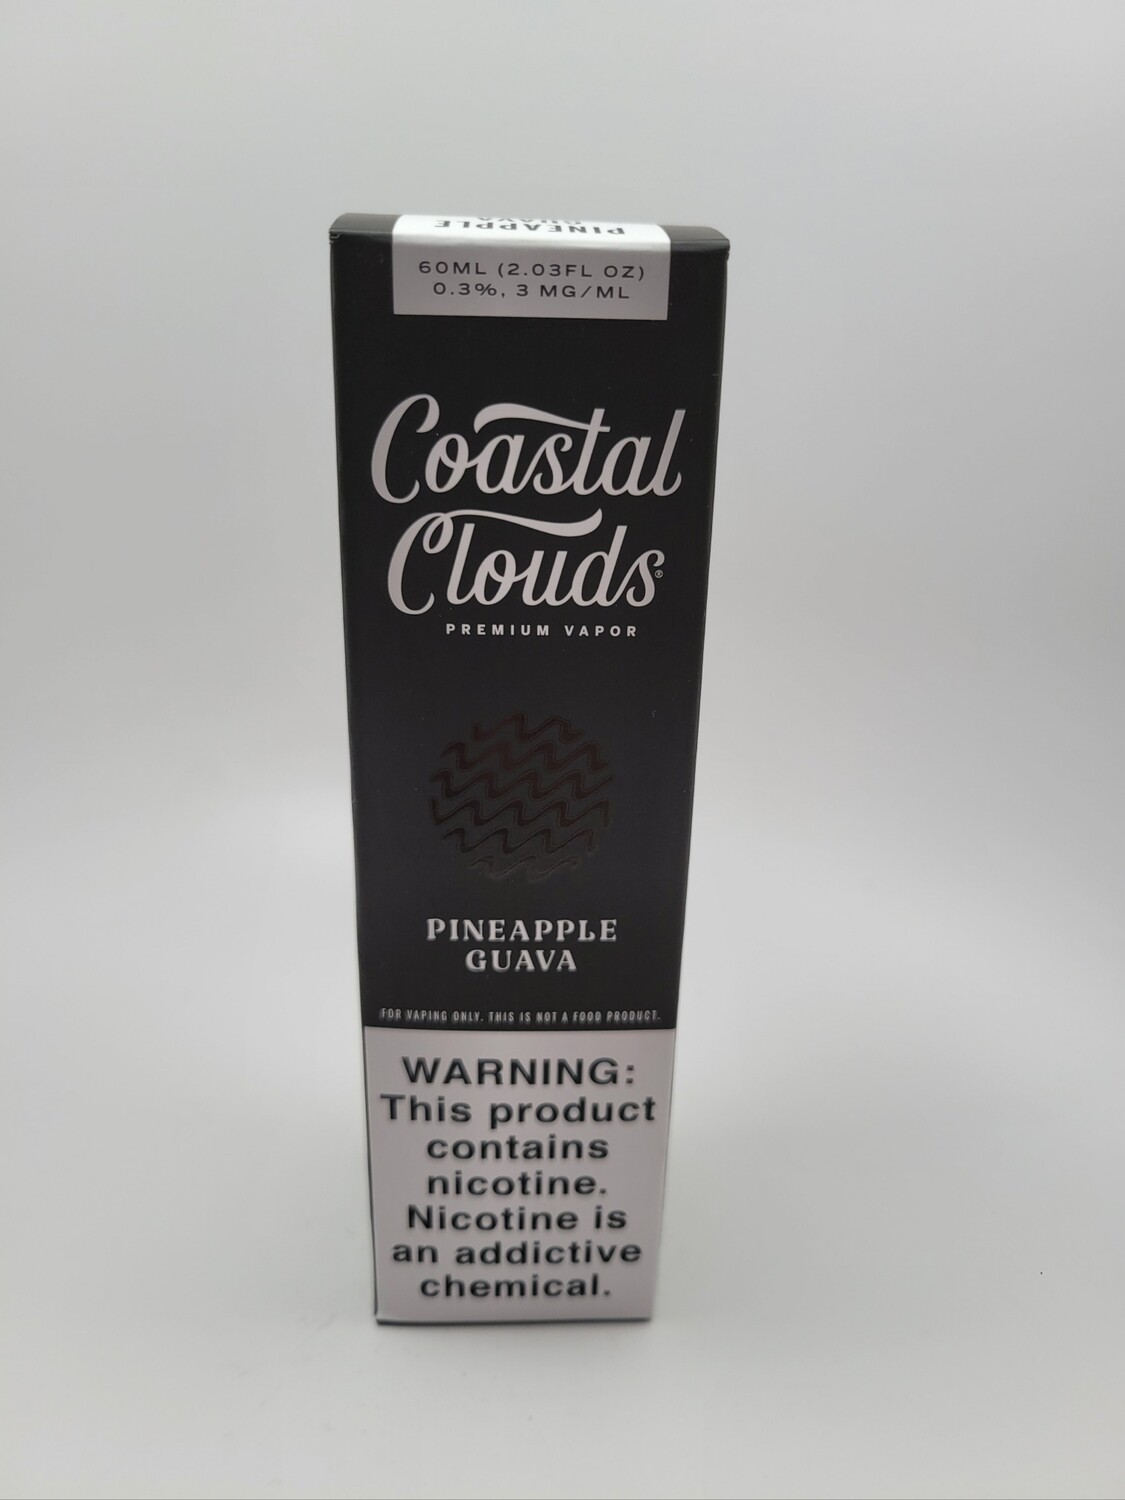 PINEAPPLE
GUAVA
60ML (2.03FL OZ)
0.3%, 3 MG/ML
Coastal
Clouds®
PREMIUM VAPOR
PINEAPPLE
GUAVA
FOR VAPING ONLY. THIS IS NOT A FOOD PRODUCT.
WARNING:
This product
contains
nicotine.
Nicotine is
an addictive
chemical.